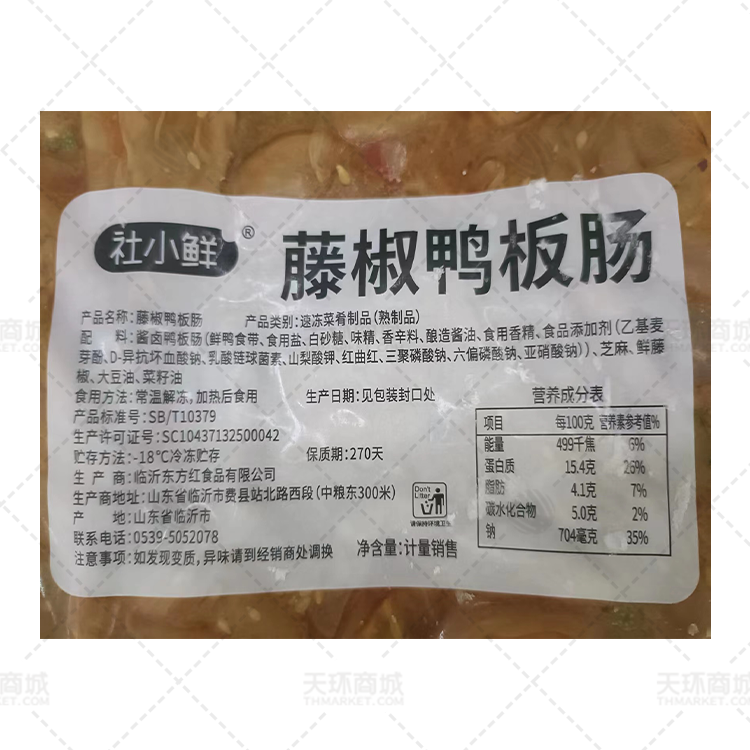 社小鲜®
藤椒鸭板肠
产品名称:藤椒鸭板肠 产品类别:速冻菜肴制品(熟制品)
配 料:酱卤鸭板肠(鲜鸭食带、食用盐、白砂糖、味精、香辛料、酿造酱油、食用香精、食品添加剂(乙基麦
芽酚、D-异抗坏血酸钠、乳酸链球菌素、山梨酸钾、红曲红、三聚磷酸钠、六偏磷酸钠、亚硝酸钠))、芝麻、鲜藤
椒、大豆油、菜籽油
食用方法:常温解冻,加热后食用 生产日期:见包装封口处
产品标准号:SB/T10379
生产许可证号:SC10437132500042
贮存方法:-18℃冷冻贮存 保质期:270天
生 产 商:临沂东方红食品有限公司
生产商地址:山东省临沂市费县站北路西段(中粮东300米)
产 地:山东省临沂市
联系电话:0539-5052078
注意事项:如发现变质,异味请到经销商处调换 净含量:计量销售
Don't Litter
请保持环境卫生
营养成分表
项目 每100克 营养素参考值%
能量 499千焦 6%
蛋白质 15.4克 26%
脂肪 4.1克 7%
碳水化合物 5.0克 2%
钠 704毫克 35%
天环商城
THMARKET.COM